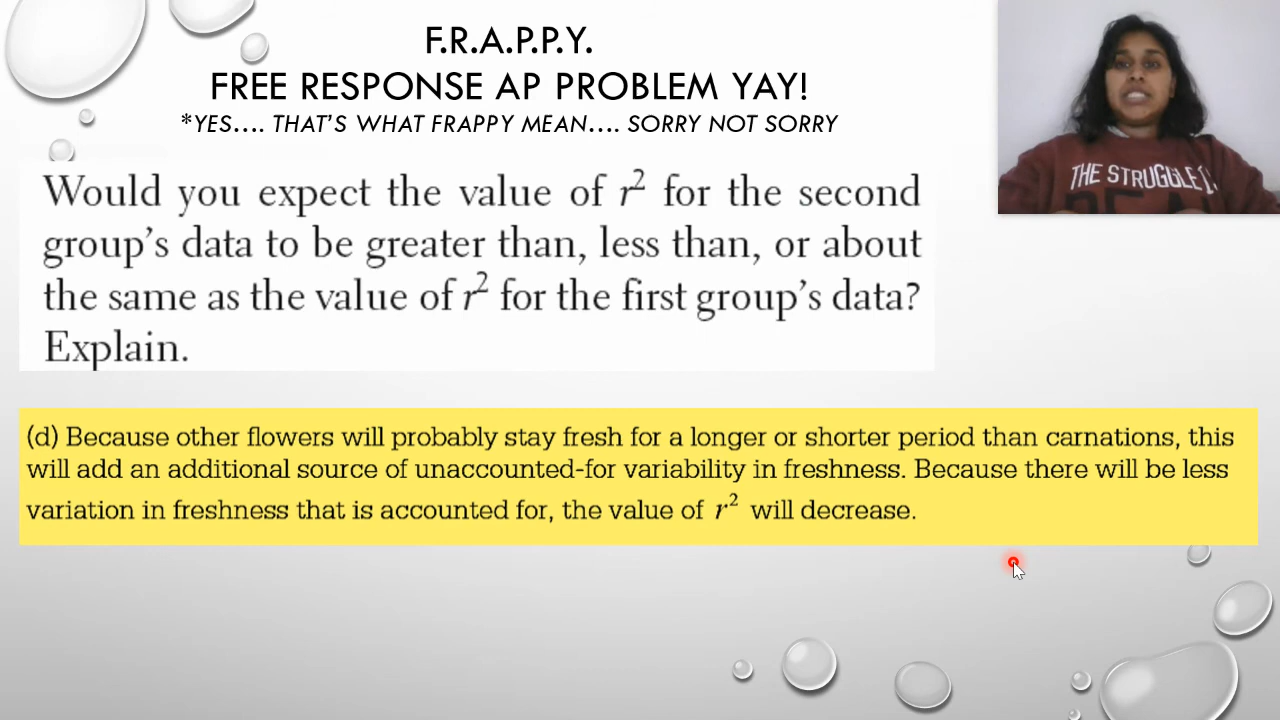 F.R.A.P.P.Y.
FREE RESPONSE AP PROBLEM YAY!
*YES.... THAT'S WHAT FRAPPY MEAN.... SORRY NOT SORRY
THE STRUGGLE
Would you expect the value of r² for the second
group's data to be greater than, less than, or about
the same as the value of r² for the first group's data?
Explain.
(d) Because other flowers will probably stay fresh for a longer or shorter period than carnations, this
will add an additional source of unaccounted-for variability in freshness. Because there will be less
variation in freshness that is accounted for, the value of r² will decrease.